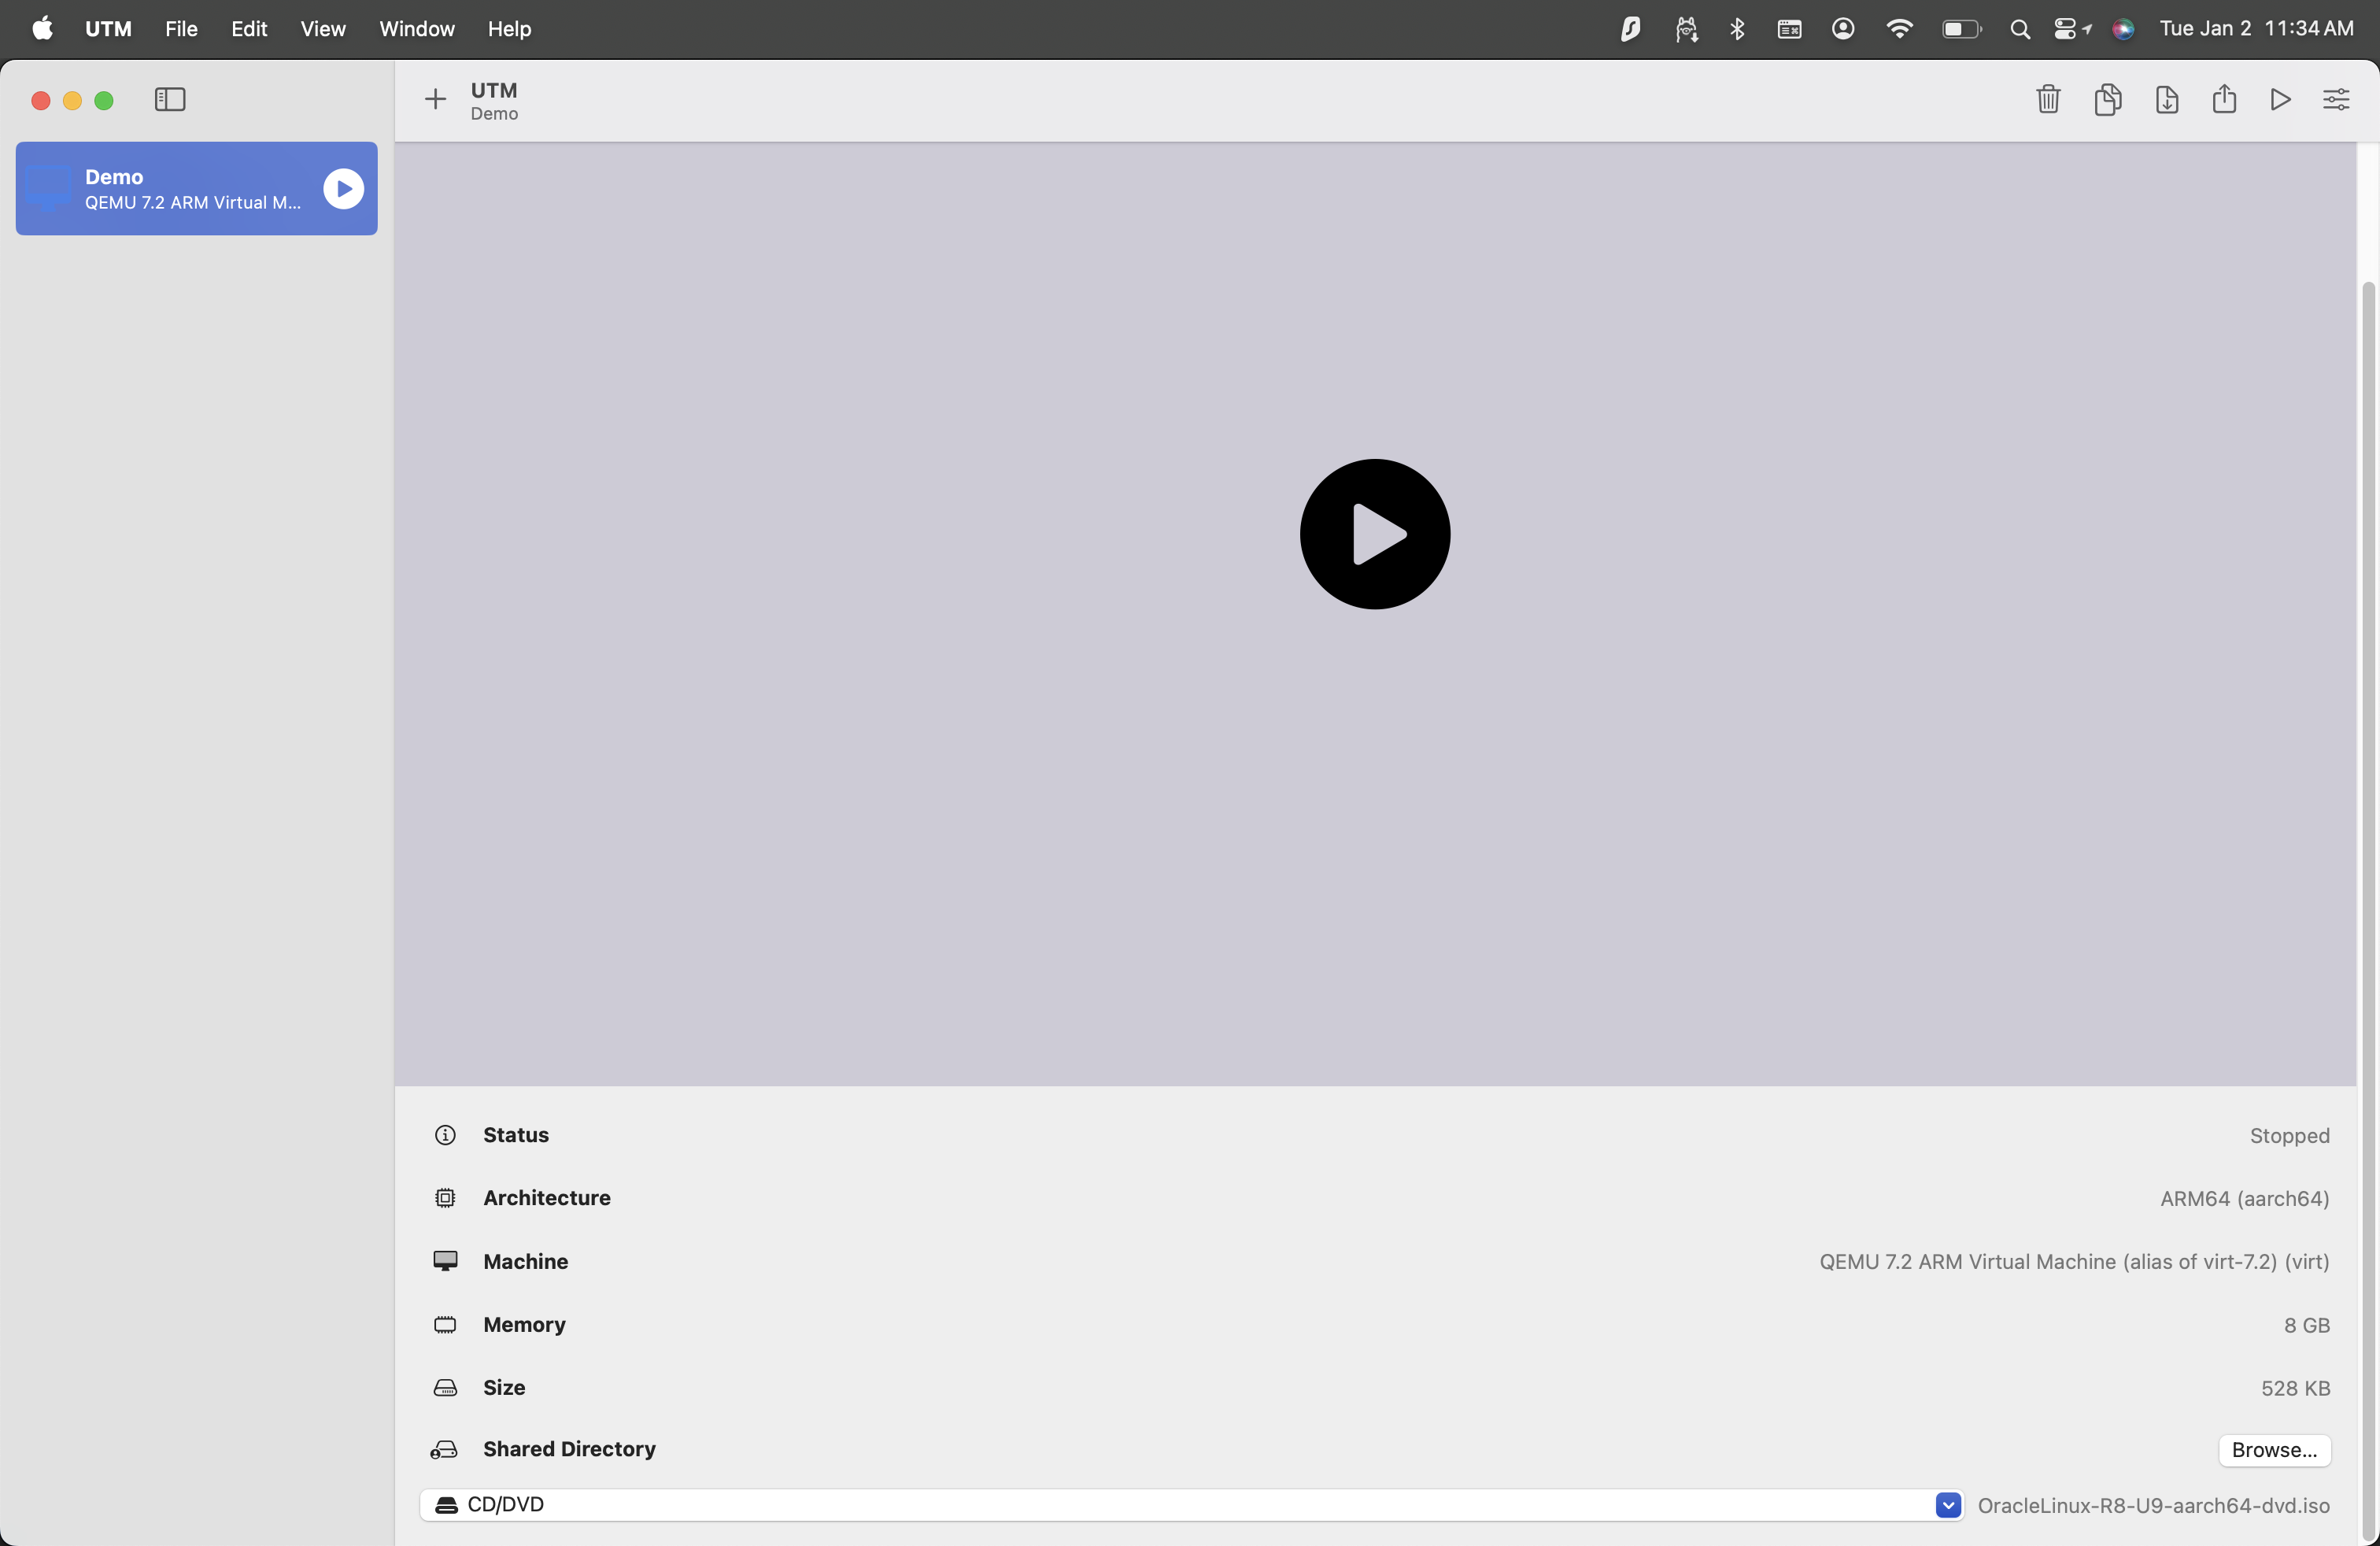 UTM File Edit View Window Help Tue Jan 2 11:34 AM
UTM
Demo
Demo
QEMU 7.2 ARM Virtual M...
Status Stopped
Architecture ARM64 (aarch64)
Machine QEMU 7.2 ARM Virtual Machine (alias of virt-7.2) (virt)
Memory 8 GB
Size 528 KB
Shared Directory Browse...
CD/DVD OracleLinux-R8-U9-aarch64-dvd.iso